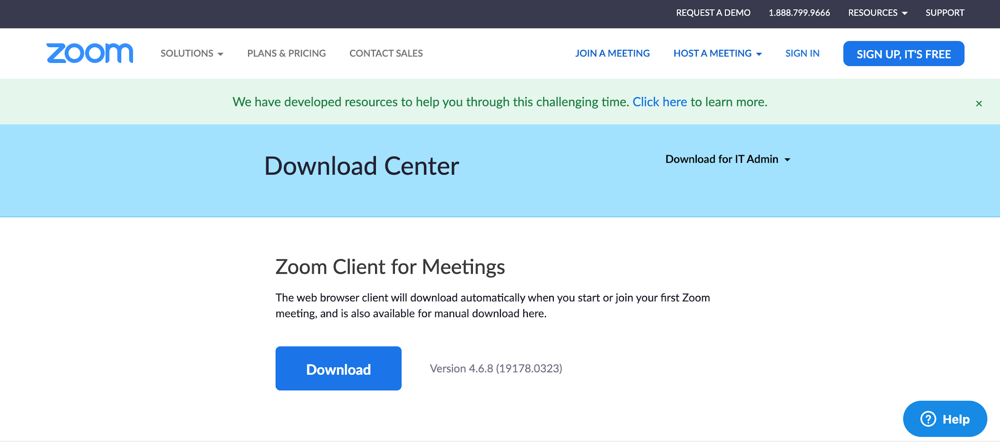 REQUEST A DEMO 1.888.799.9666 RESOURCES SUPPORT
zoom SOLUTIONS PLANS & PRICING CONTACT SALES JOIN A MEETING HOST A MEETING SIGN IN SIGN UP, IT'S FREE
We have developed resources to help you through this challenging time. Click here to learn more. ×
Download Center
Download for IT Admin
Zoom Client for Meetings
The web browser client will download automatically when you start or join your first Zoom
meeting, and is also available for manual download here.
Download Version 4.6.8 (19178.0323)
? Help